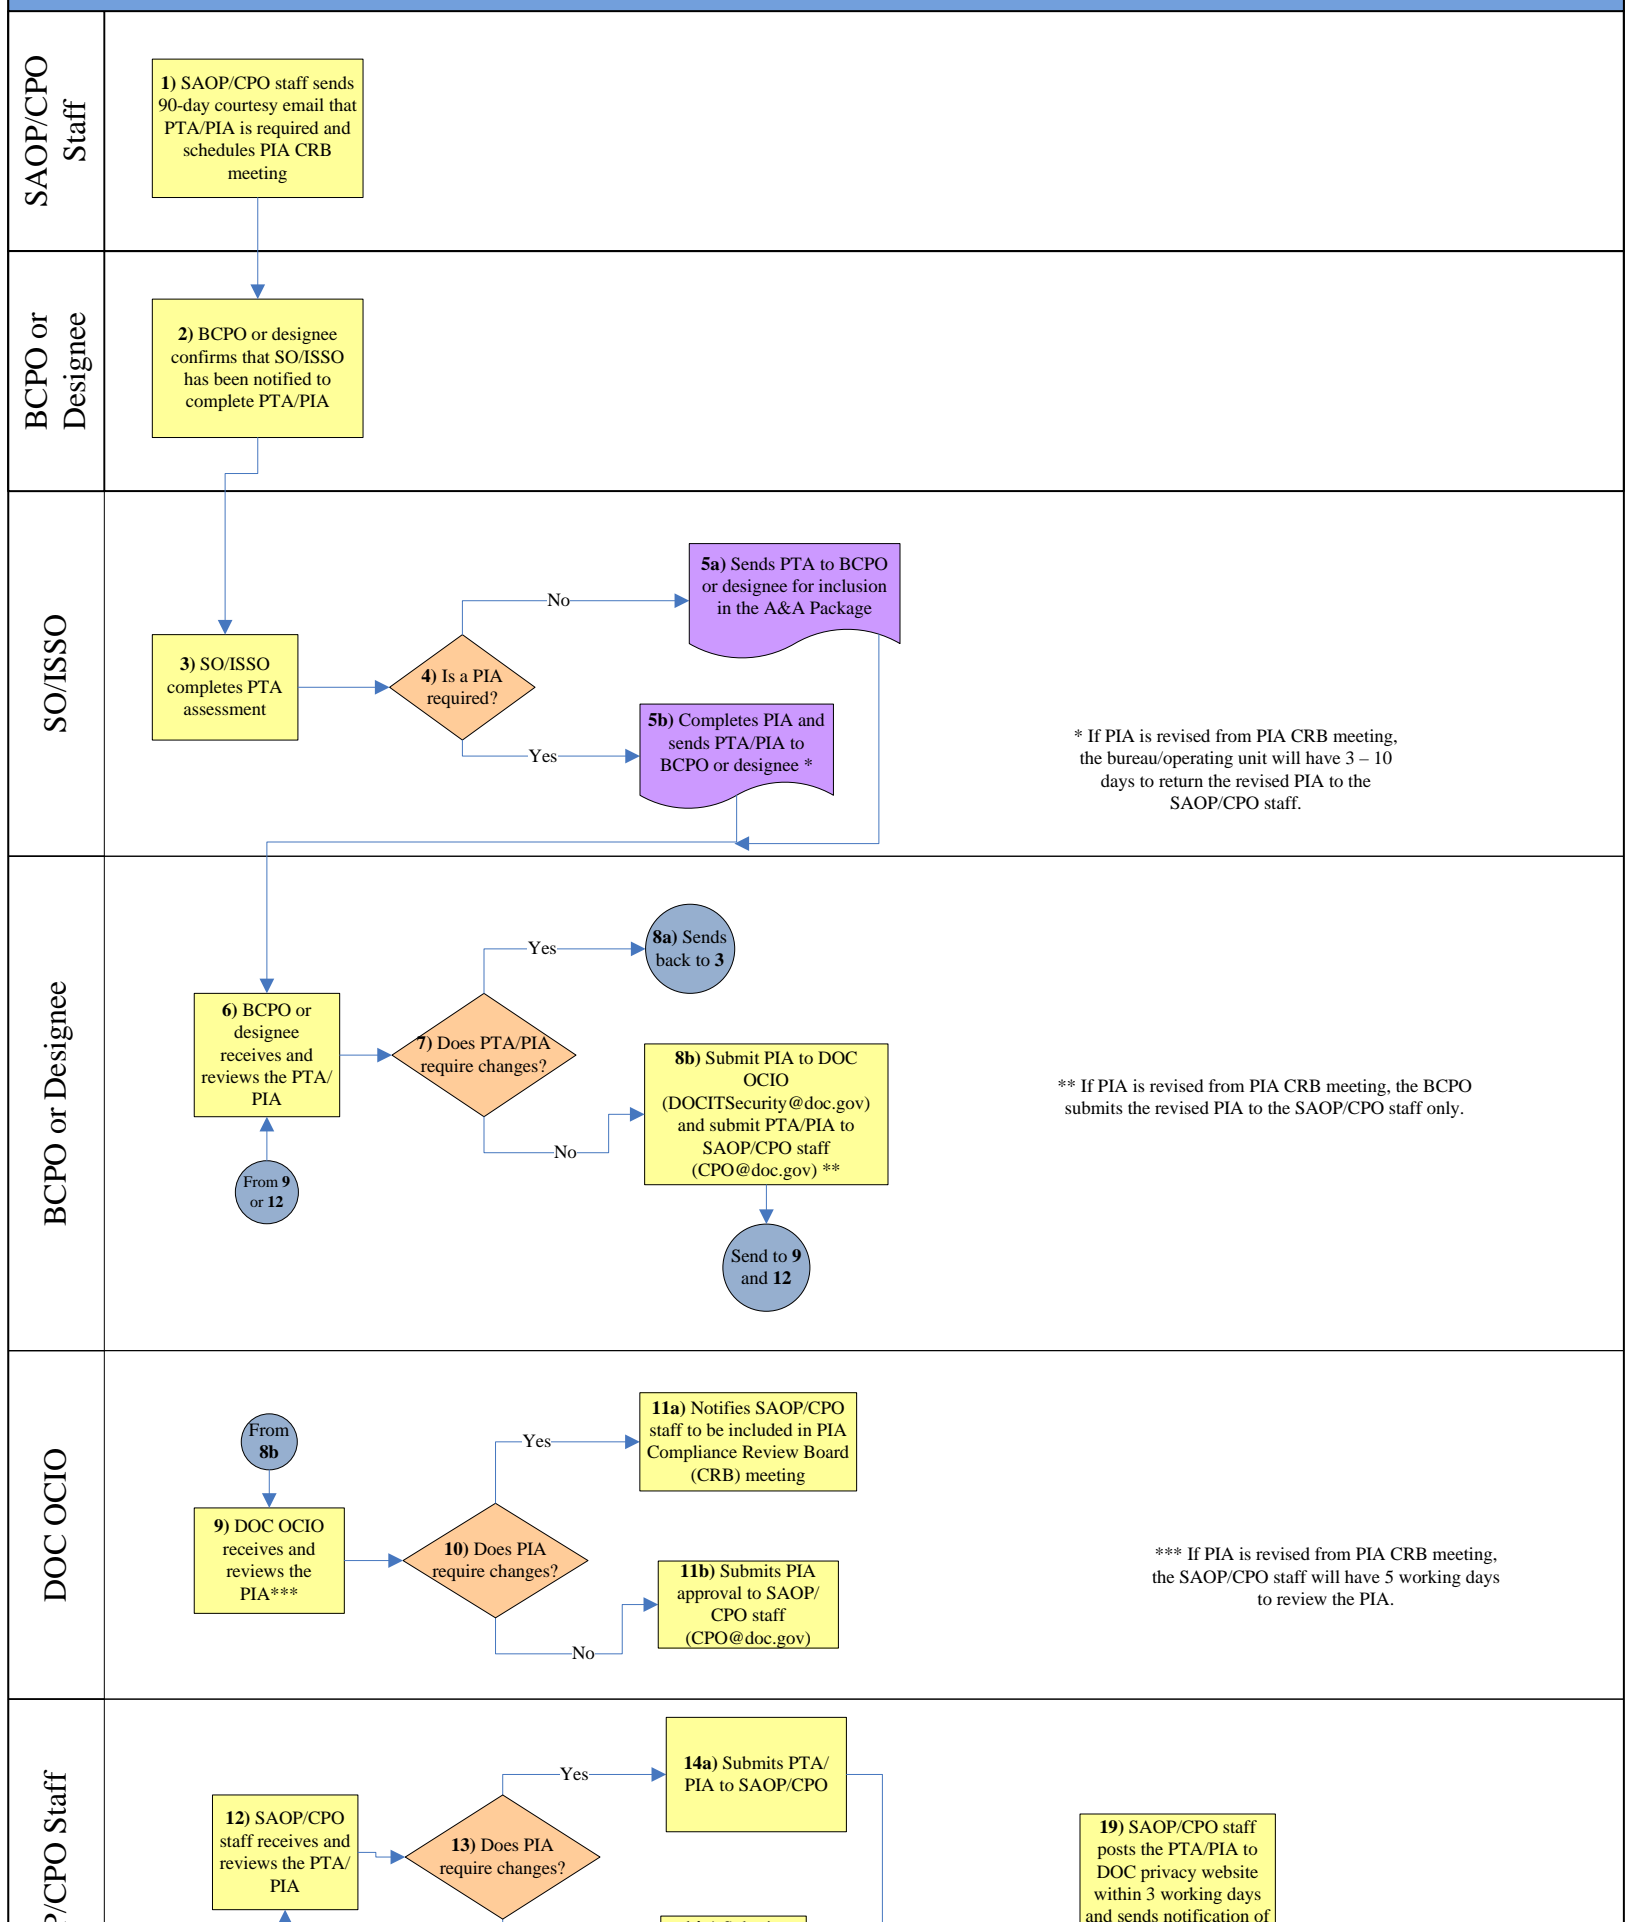 SAOP/CPO
Staff
1) SAOP/CPO staff sends
90-day courtesy email that
PTA/PIA is required and
schedules PIA CRB
meeting
BCPO or
Designee
2) BCPO or designee
confirms that SO/ISSO
has been notified to
complete PTA/PIA
SO/ISSO
3) SO/ISSO
completes PTA
assessment
4) Is a PIA
required?
No
5a) Sends PTA to BCPO
or designee for inclusion
in the A&A Package
Yes
5b) Completes PIA and
sends PTA/PIA to
BCPO or designee *
* If PIA is revised from PIA CRB meeting,
the bureau/operating unit will have 3 – 10
days to return the revised PIA to the
SAOP/CPO staff.
BCPO or Designee
6) BCPO or
designee
receives and
reviews the PTA/
PIA
From 9
or 12
7) Does PTA/PIA
require changes?
Yes
8a) Sends
back to 3
No
8b) Submit PIA to DOC
OCIO
(DOCITSecurity@doc.gov)
and submit PTA/PIA to
SAOP/CPO staff
(CPO@doc.gov) **
Send to 9
and 12
** If PIA is revised from PIA CRB meeting, the BCPO
submits the revised PIA to the SAOP/CPO staff only.
DOC OCIO
From
8b
9) DOC OCIO
receives and
reviews the
PIA***
10) Does PIA
require changes?
Yes
11a) Notifies SAOP/CPO
staff to be included in PIA
Compliance Review Board
(CRB) meeting
No
11b) Submits PIA
approval to SAOP/
CPO staff
(CPO@doc.gov)
*** If PIA is revised from PIA CRB meeting,
the SAOP/CPO staff will have 5 working days
to review the PIA.
/CPO Staff
12) SAOP/CPO
staff receives and
reviews the PTA/
PIA
13) Does PIA
require changes?
Yes
14a) Submits PTA/
PIA to SAOP/CPO
19) SAOP/CPO staff
posts the PTA/PIA to
DOC privacy website
within 3 working days
and sends notification of